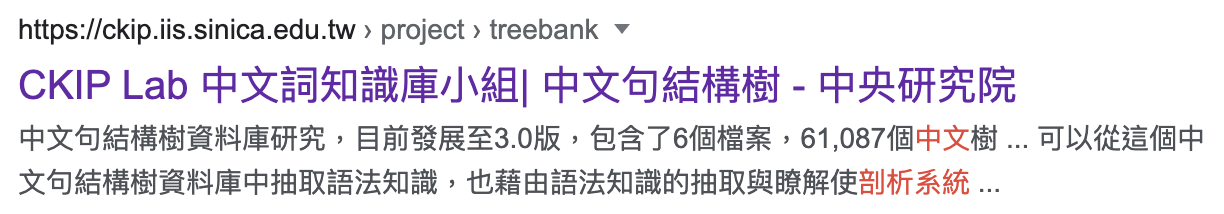 https://ckip.iis.sinica.edu.tw › project › treebank
CKIP Lab 中文詞知識庫小組| 中文句結構樹 - 中央研究院
中文句結構樹資料庫研究，目前發展至3.0版，包含了6個檔案，61,087個中文樹 ... 可以從這個中
文句結構樹資料庫中抽取語法知識，也藉由語法知識的抽取與瞭解使剖析系統 ...